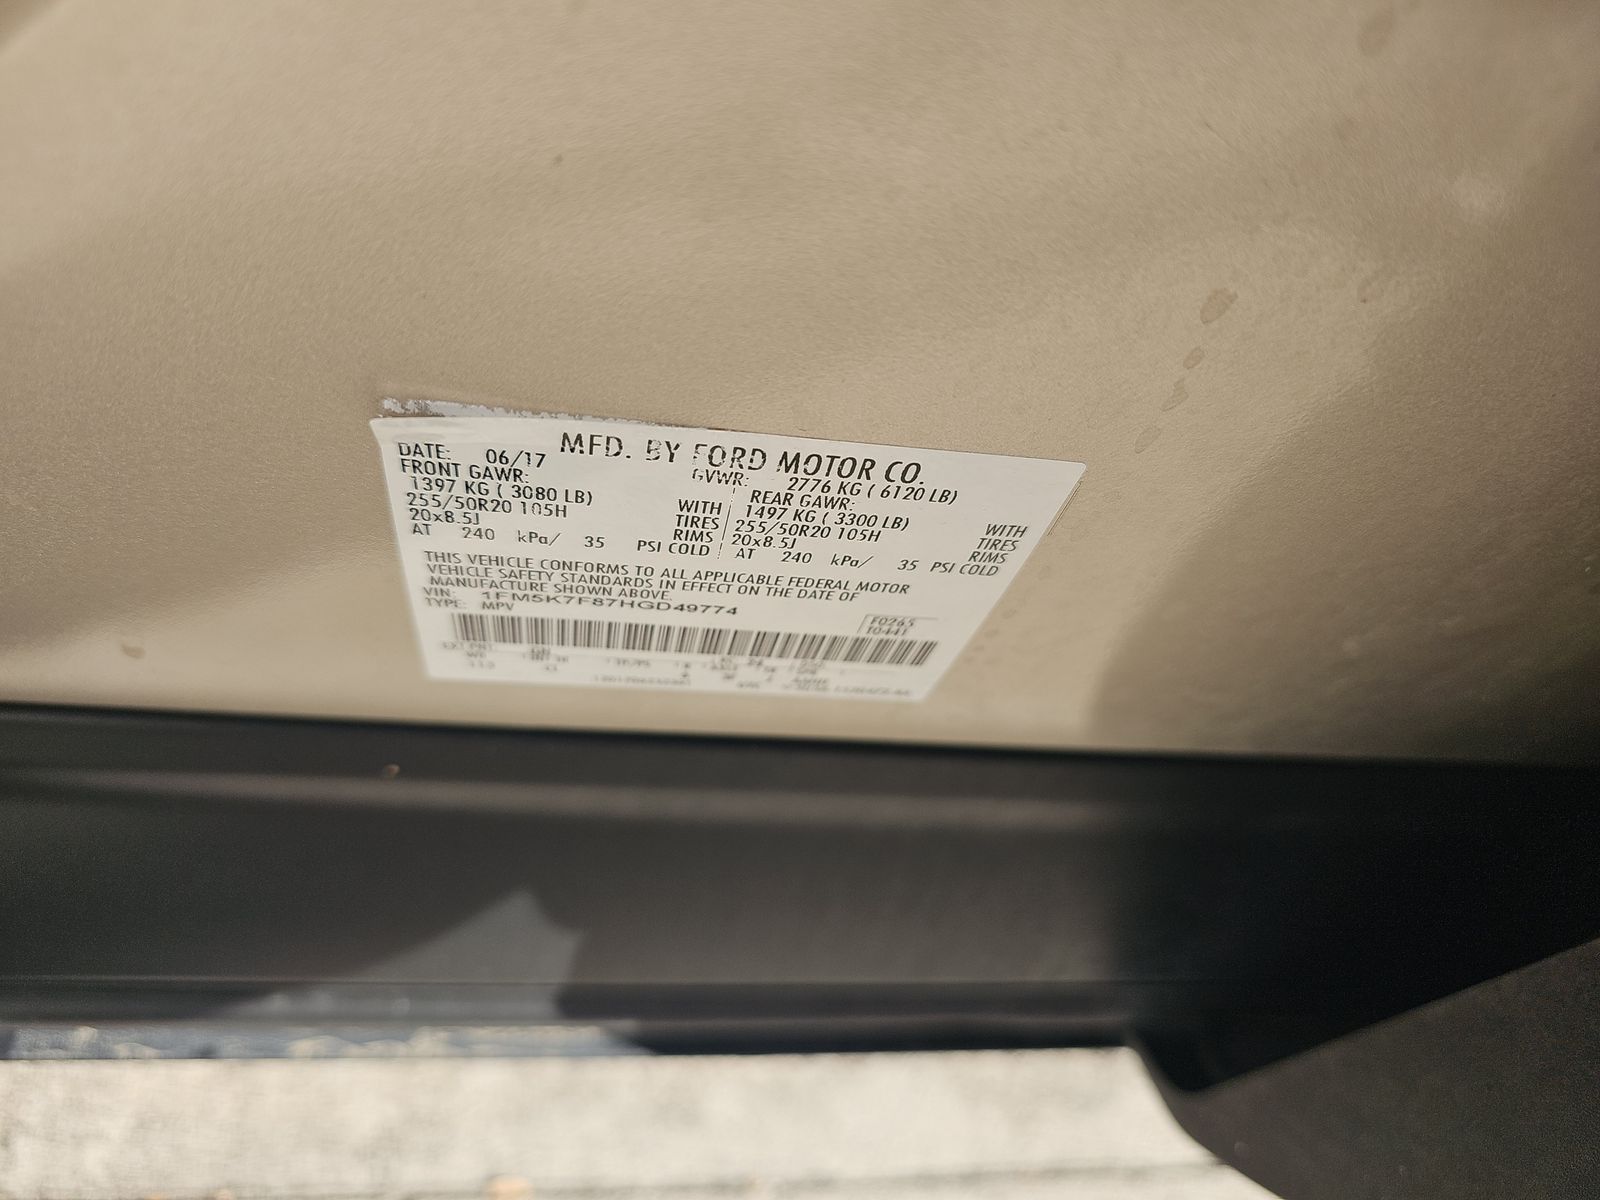 MFD. BY FORD MOTOR CO.
DATE: 06/17 GVWR: 2776 KG ( 6120 LB)
FRONT GAWR: REAR GAWR:
1397 KG ( 3080 LB) WITH 1497 KG ( 3300 LB) WITH
255/50R20 105H TIRES 255/50R20 105H TIRES
20x8.5J RIMS 20x8.5J RIMS
AT 240 kPa/ 35 PSI COLD AT 240 kPa/ 35 PSI COLD
THIS VEHICLE CONFORMS TO ALL APPLICABLE FEDERAL MOTOR
VEHICLE SAFETY STANDARDS IN EFFECT ON THE DATE OF
MANUFACTURE SHOWN ABOVE.
VIN: 1FM5K7F87HGD49774
TYPE: MPV
F0265
T0441
EXT PNT: